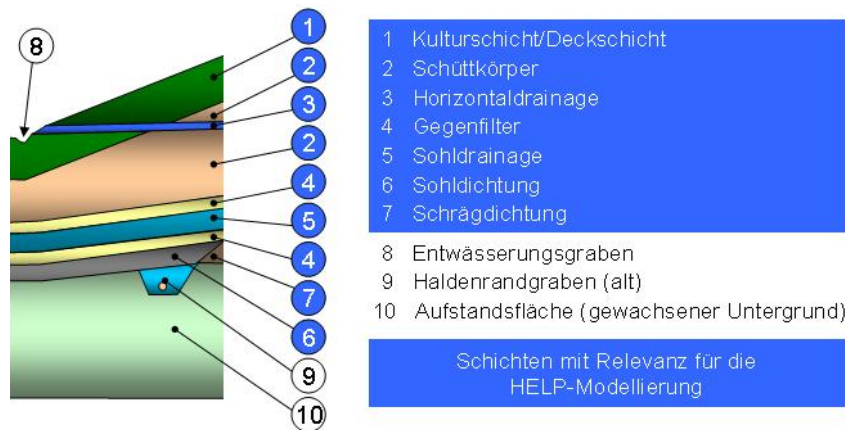 8
1
2
3
2
4
5
4
7
6
9
10
1 Kulturschicht/Deckschicht
2 Schüttkörper
3 Horizontaldrainage
4 Gegenfilter
5 Sohldrainage
6 Sohldichtung
7 Schrägdichtung
8 Entwässerungsgraben
9 Haldenrandgraben (alt)
10 Aufstandsfläche (gewachsener Untergrund)
Schichten mit Relevanz für die
HELP-Modellierung